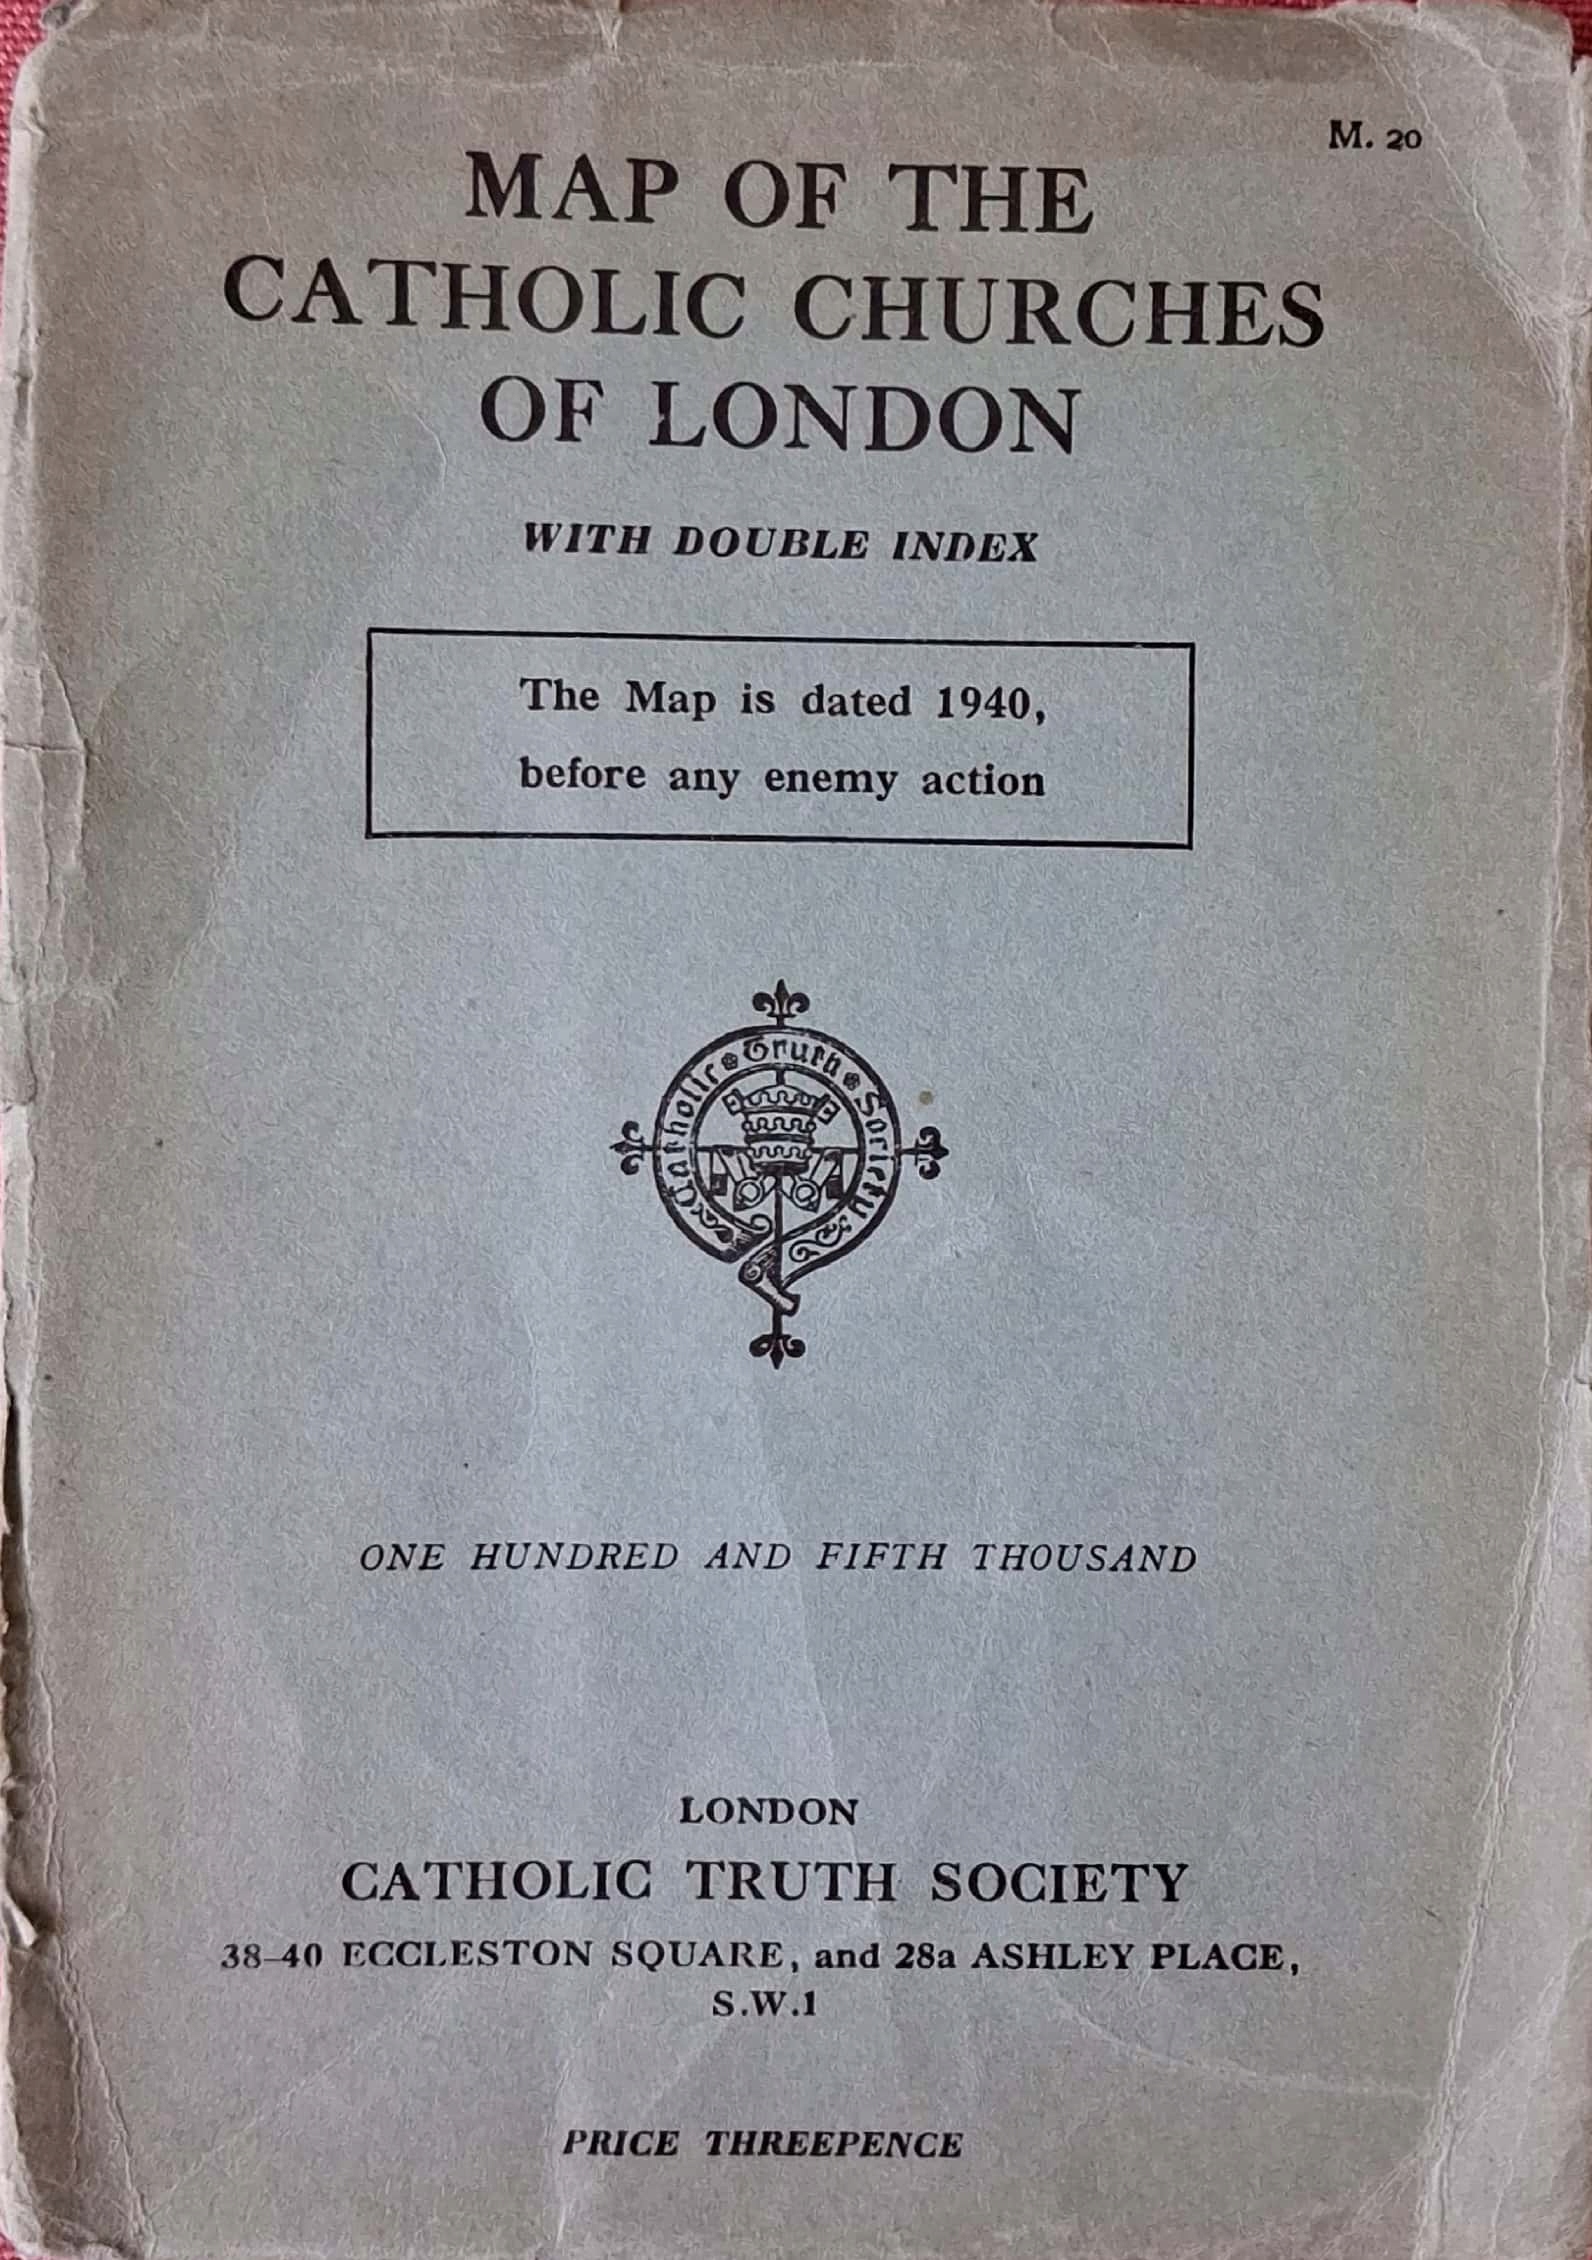 M. 20
MAP OF THE
CATHOLIC CHURCHES
OF LONDON
WITH DOUBLE INDEX
The Map is dated 1940,
before any enemy action
Catholic Truth Society
ONE HUNDRED AND FIFTH THOUSAND
LONDON
CATHOLIC TRUTH SOCIETY
38-40 ECCLESTON SQUARE, and 28a ASHLEY PLACE,
S.W.1
PRICE THREEPENCE